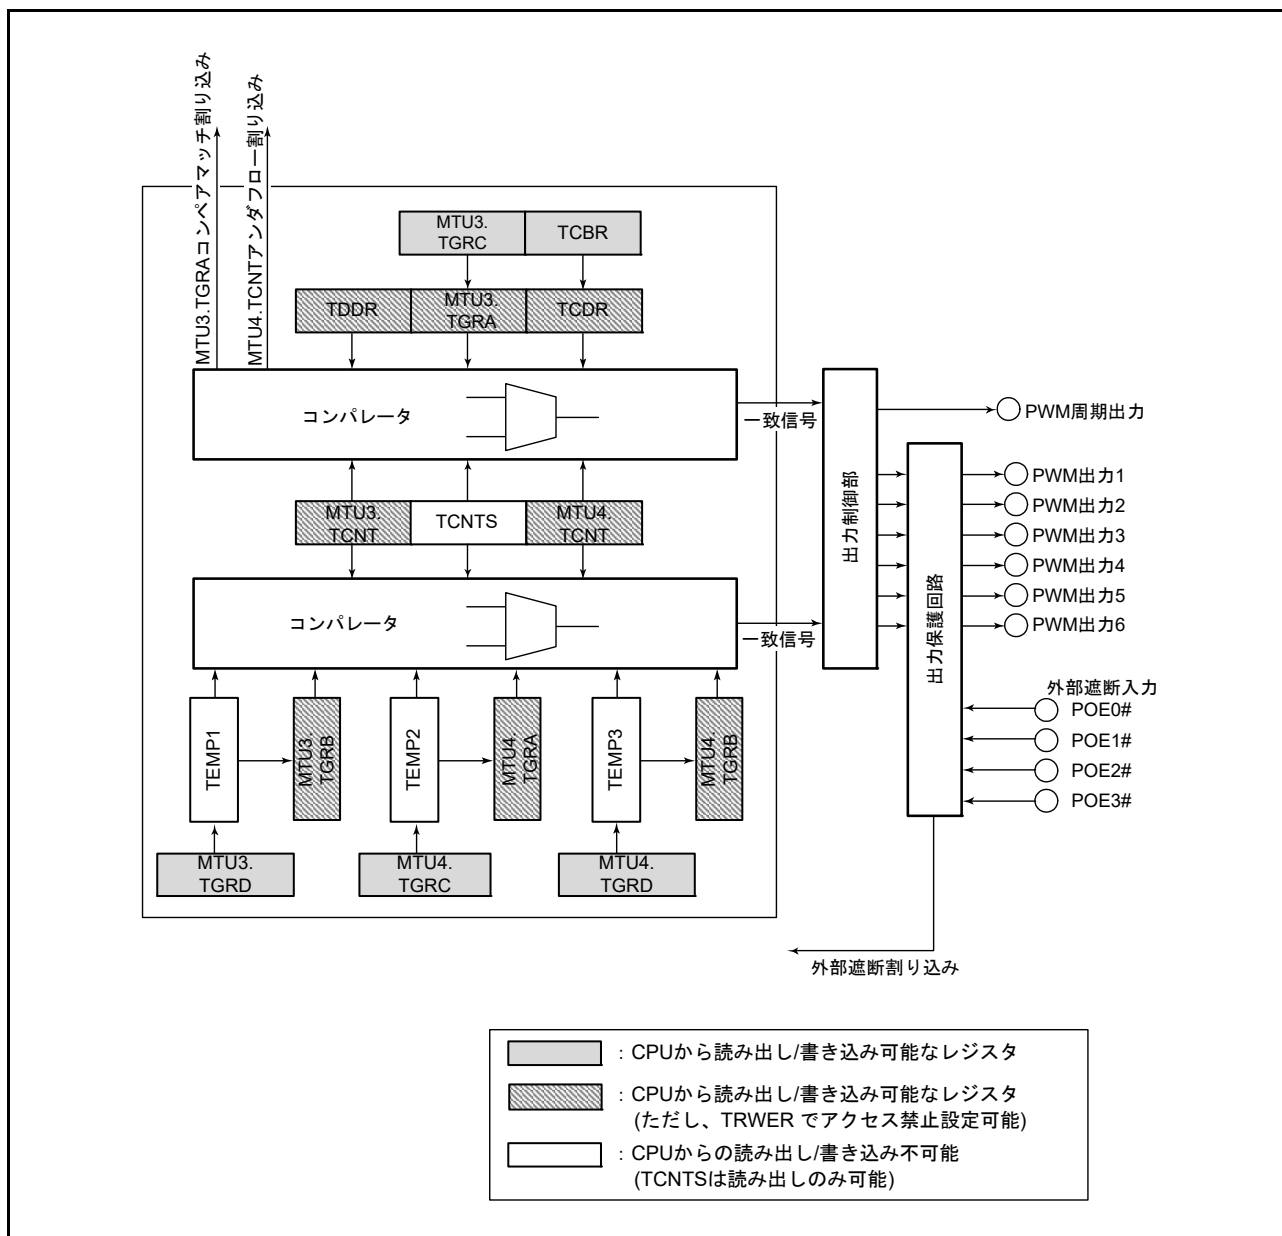 MTU3.TGRAコンペアマッチ割り込み
MTU4.TCNTアンダフロー割り込み
MTU3.
TGRC
TCBR
TDDR
MTU3.
TGRA
TCDR
コンパレータ
一致信号
MTU3.
TCNT
TCNTS
MTU4.
TCNT
コンパレータ
一致信号
TEMP1
MTU3.
TGRB
TEMP2
MTU4.
TGRA
TEMP3
MTU4.
TGRB
MTU3.
TGRD
MTU4.
TGRC
MTU4.
TGRD
出力制御部
出力保護回路
PWM周期出力
PWM出力1
PWM出力2
PWM出力3
PWM出力4
PWM出力5
PWM出力6
外部遮断入力
POE0#
POE1#
POE2#
POE3#
外部遮断割り込み
：CPUから読み出し/書き込み可能なレジスタ
：CPUから読み出し/書き込み可能なレジスタ
(ただし、TRWER でアクセス禁止設定可能)
：CPUからの読み出し/書き込み不可能
(TCNTSは読み出しのみ可能)